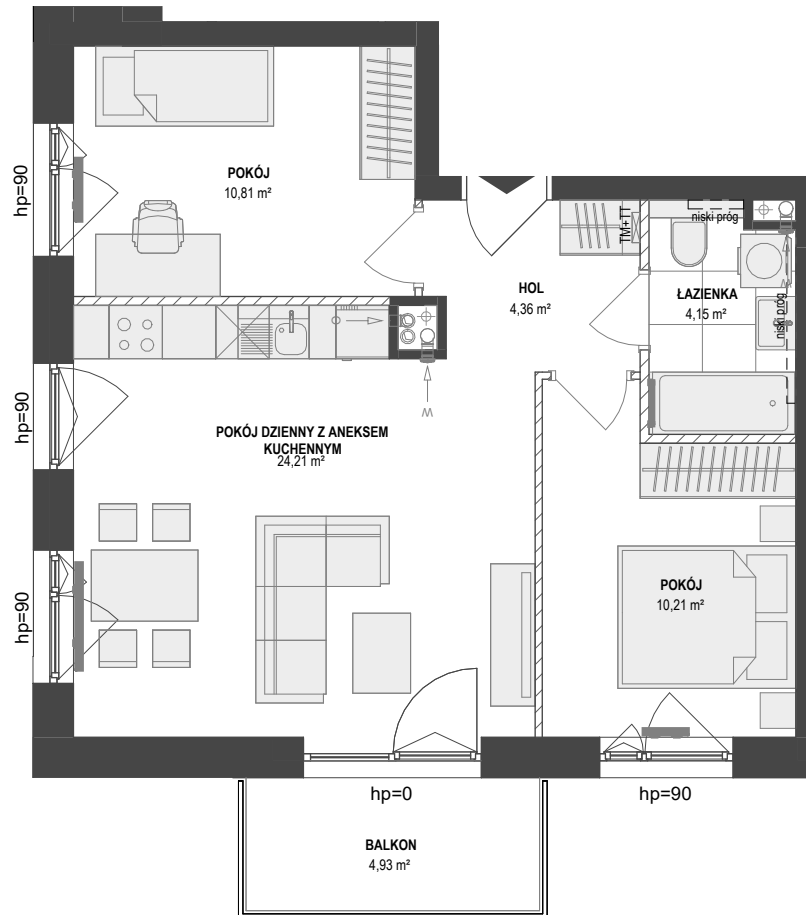 POKÓJ
10,81 m²
hp=90
TM+TT
niski próg
HOL
4,36 m²
ŁAZIENKA
4,15 m²
niski próg
W
hp=90
W
POKÓJ DZIENNY Z ANEKSEM
KUCHENNYM
24,21 m²
POKÓJ
10,21 m²
hp=90
hp=0
hp=90
BALKON
4,93 m²